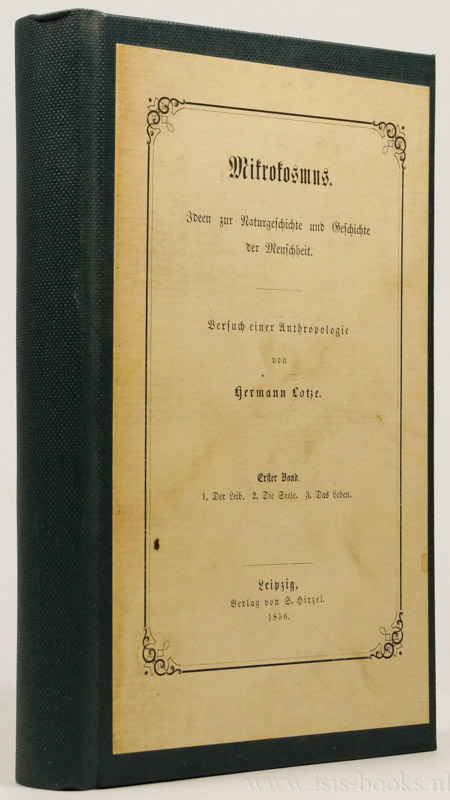 Mikrokosmus.
Ideen zur Naturgeschichte und Geschichte
der Menschheit.
Versuch einer Anthropologie
von
Hermann Lotze.
Erster Band.
1. Der Leib. 2. Die Seele. 3. Das Leben.
Leipzig,
Verlag von S. Hirzel.
1856.
www.isis-books.nl